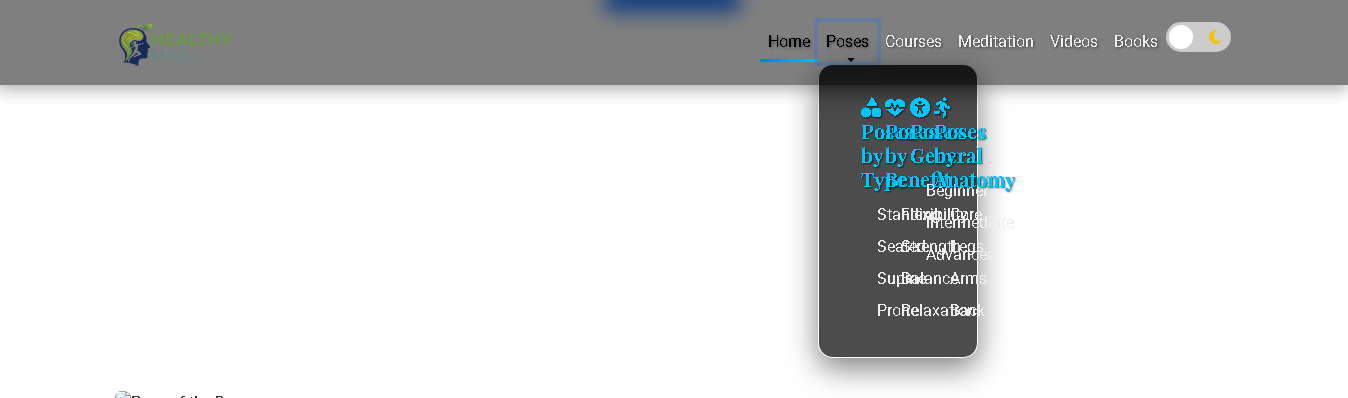 HEALTHY
Home Poses Courses Meditation Videos Books
Poses by Type
Standing
Seated
Supine
Prone
Poses by Benefit
Flexibility
Strength
Balance
Relaxation
Poses General
Beginner
Intermediate
Advanced
Poses by Anatomy
Core
Legs
Arms
Back